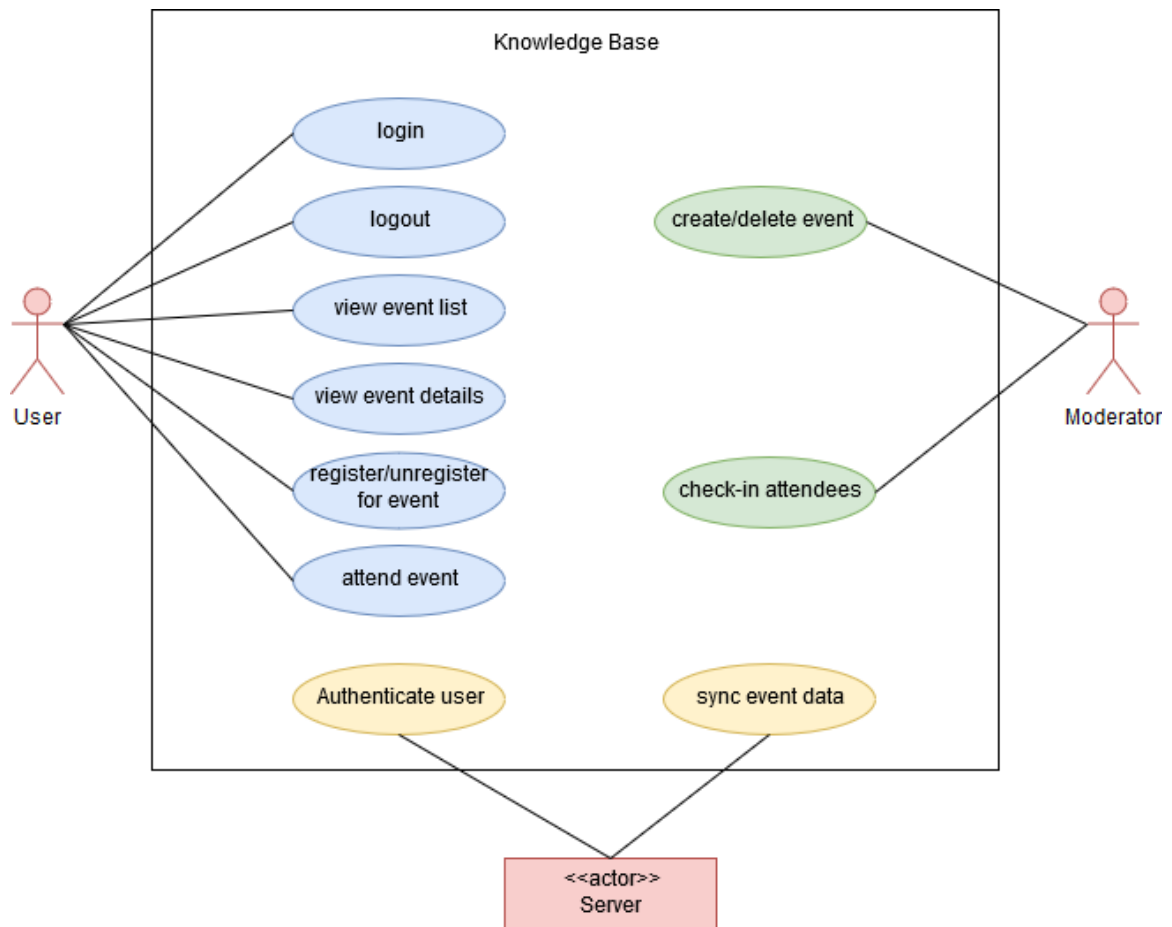 Knowledge Base
login
logout
create/delete event
view event list
view event details
User
Moderator
register/unregister
for event
check-in attendees
attend event
Authenticate user
sync event data
<<actor>>
Server